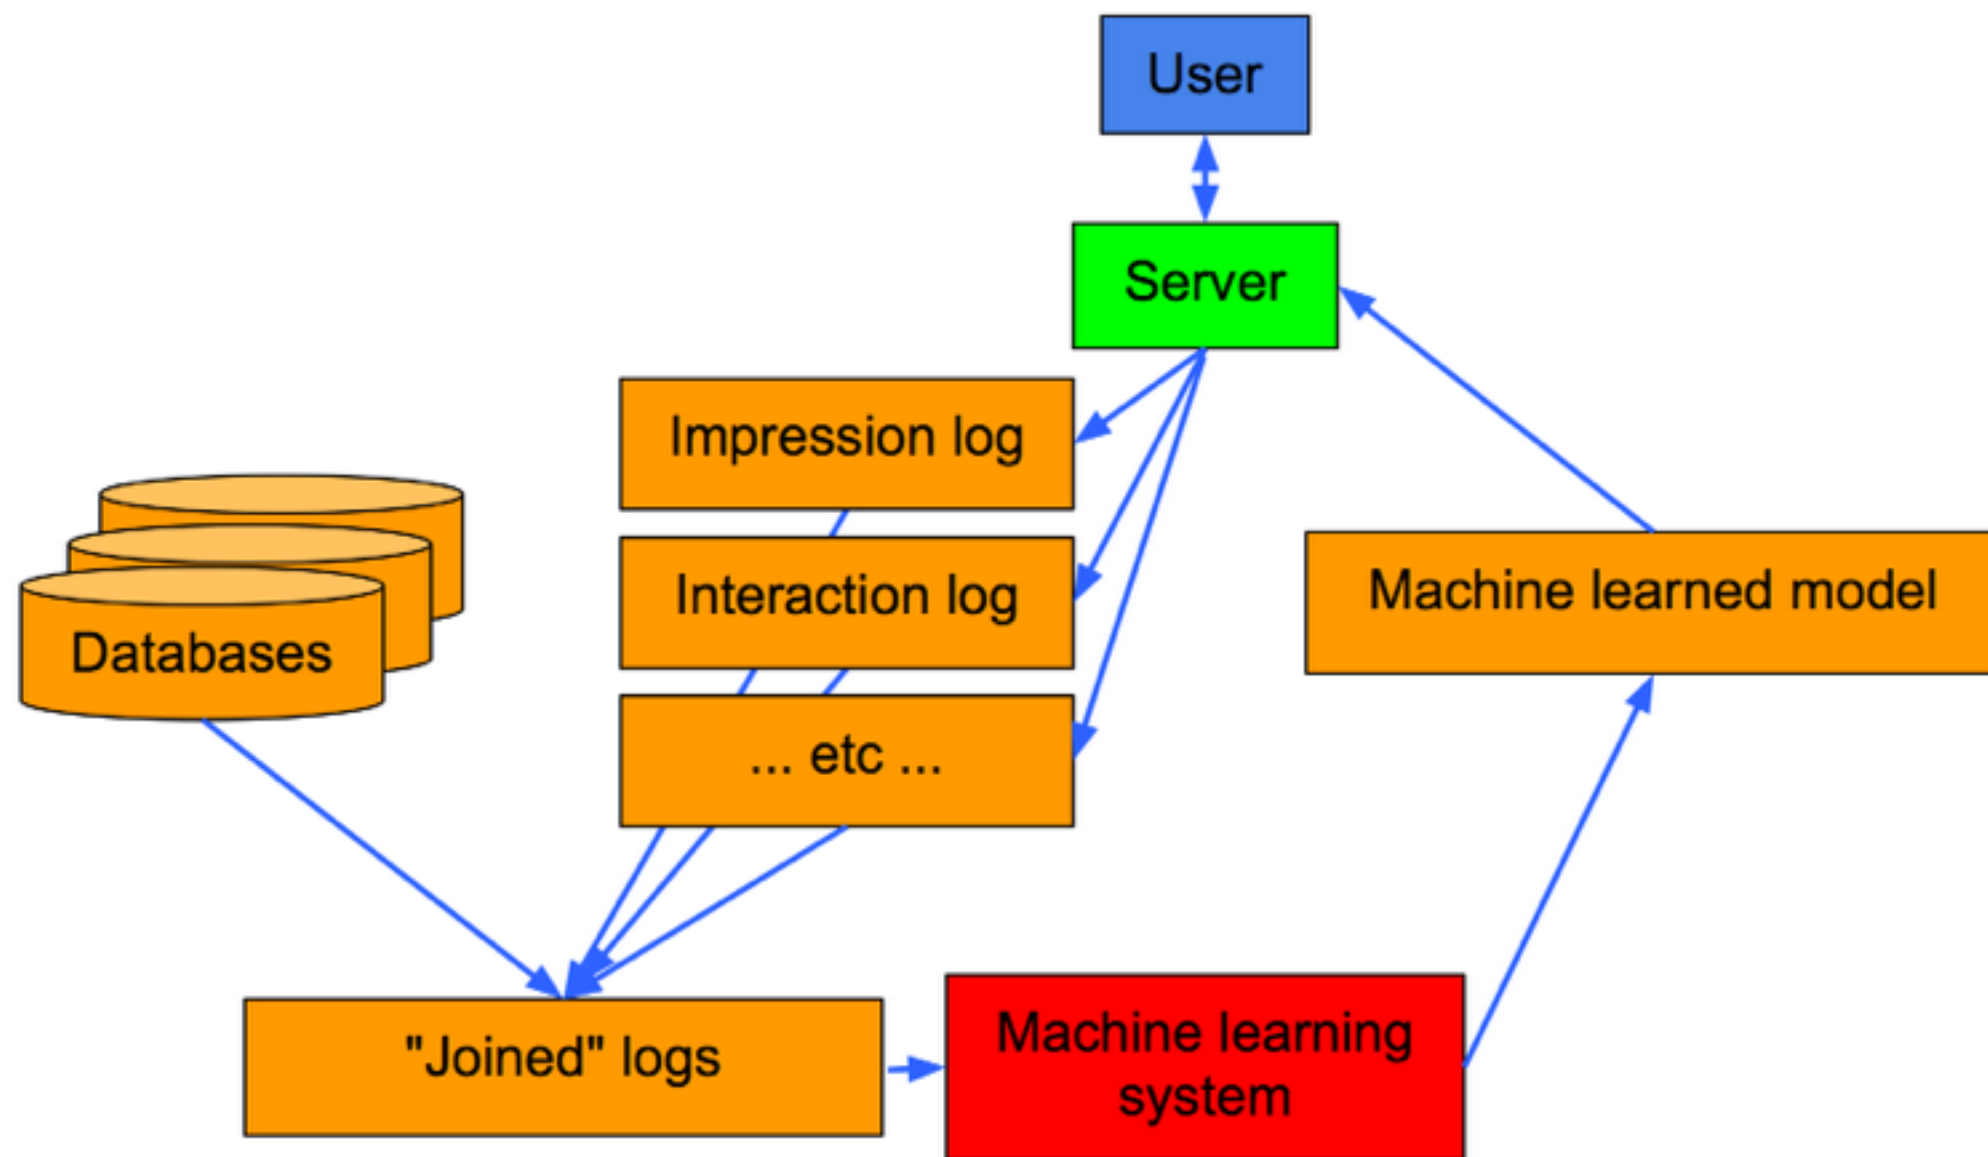 User
Server
Impression log
Interaction log
Databases
... etc ...
Machine learned model
"Joined" logs
Machine learning
system